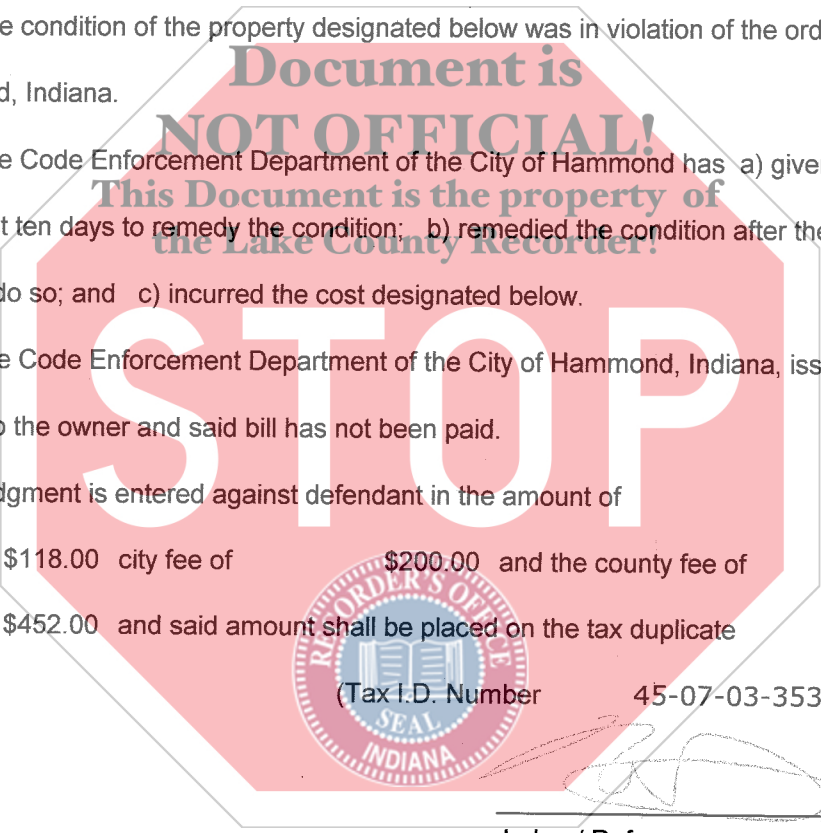 e condition of the property designated below was in violation of the ord
Document is
d, Indiana.
NOT OFFICIAL!
e Code Enforcement Department of the City of Hammond has a) give
This Document is the property of
t ten days to remedy the condition; b) remedied the condition after the
the Lake County Recorder!
do so; and c) incurred the cost designated below.
STOP
e Code Enforcement Department of the City of Hammond, Indiana, iss
o the owner and said bill has not been paid.
dgment is entered against defendant in the amount of
$118.00 city fee of $200.00 and the county fee of
$452.00 and said amount shall be placed on the tax duplicate
RECORDER'S OFFICE
(Tax I.D. Number 45-07-03-353
SEAL
INDIANA